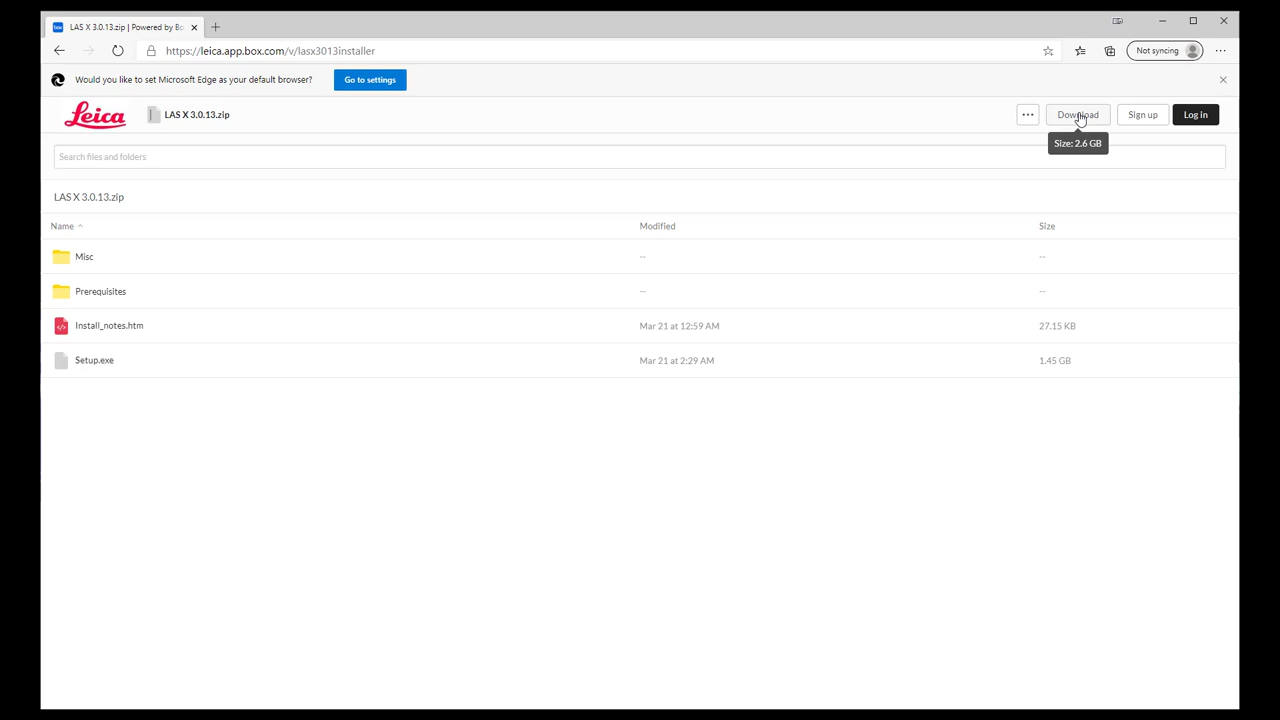 LAS X 3.0.13.zip | Powered by Bo
Not syncing
https://leica.app.box.com/v/lasx3013installer
Would you like to set Microsoft Edge as your default browser?
Go to settings
Leica
LAS X 3.0.13.zip
Download
Sign up
Log in
Size: 2.6 GB
Search files and folders
LAS X 3.0.13.zip
Name Modified Size
Misc -- --
Prerequisites -- --
Install_notes.htm Mar 21 at 12:59 AM 27.15 KB
Setup.exe Mar 21 at 2:29 AM 1.45 GB